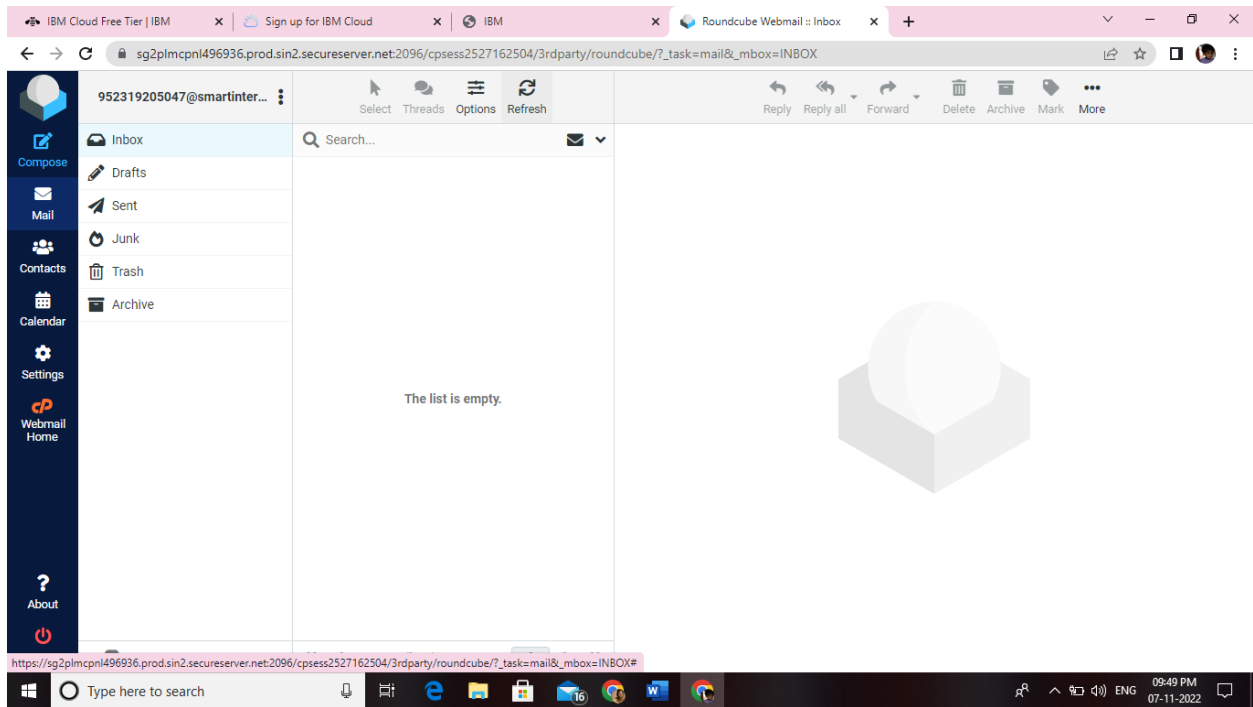 IBM Cloud Free Tier | IBM
Sign up for IBM Cloud
IBM
Roundcube Webmail :: Inbox
sg2plmcpnl496936.prod.sin2.secureserver.net:2096/cpsess2527162504/3rdparty/roundcube/?_task=mail&_mbox=INBOX
952319205047@smartinter...
Select Threads Options Refresh
Reply Reply all Forward Delete Archive Mark More
Compose
Mail
Contacts
Calendar
Settings
cP
Webmail
Home
About
Inbox
Drafts
Sent
Junk
Trash
Archive
Search...
The list is empty.
https://sg2plmcpnl496936.prod.sin2.secureserver.net:2096/cpsess2527162504/3rdparty/roundcube/?_task=mail&_mbox=INBOX#
Type here to search
16
ENG
09:49 PM
07-11-2022